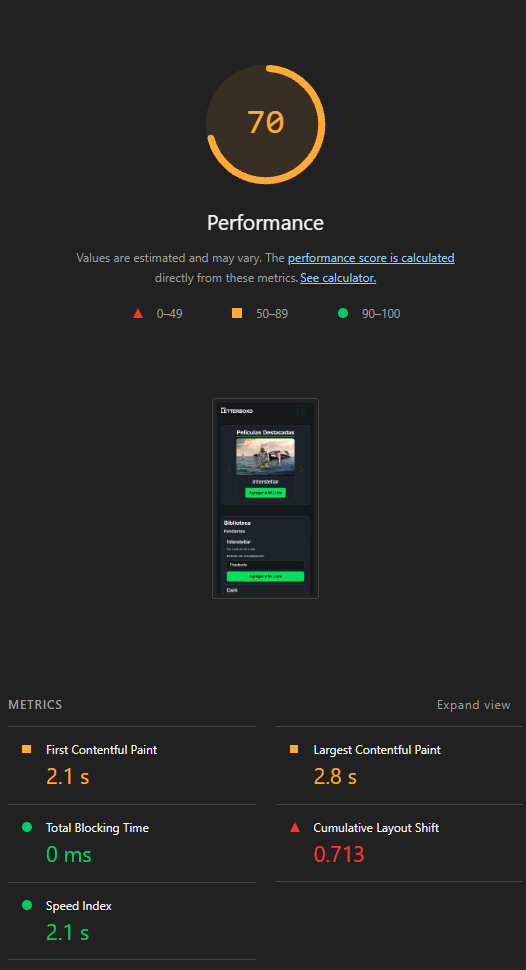 70
Performance
Values are estimated and may vary. The performance score is calculated
directly from these metrics. See calculator.
0–49
50–89
90–100
LETTERBOXD
Películas Destacadas
Interstellar
Agregar a Mi Lista
Biblioteca
Pendientes
Interstellar
Pendiente
Agregar a Mi Lista
Dark
METRICS
Expand view
First Contentful Paint
2.1 s
Largest Contentful Paint
2.8 s
Total Blocking Time
0 ms
Cumulative Layout Shift
0.713
Speed Index
2.1 s